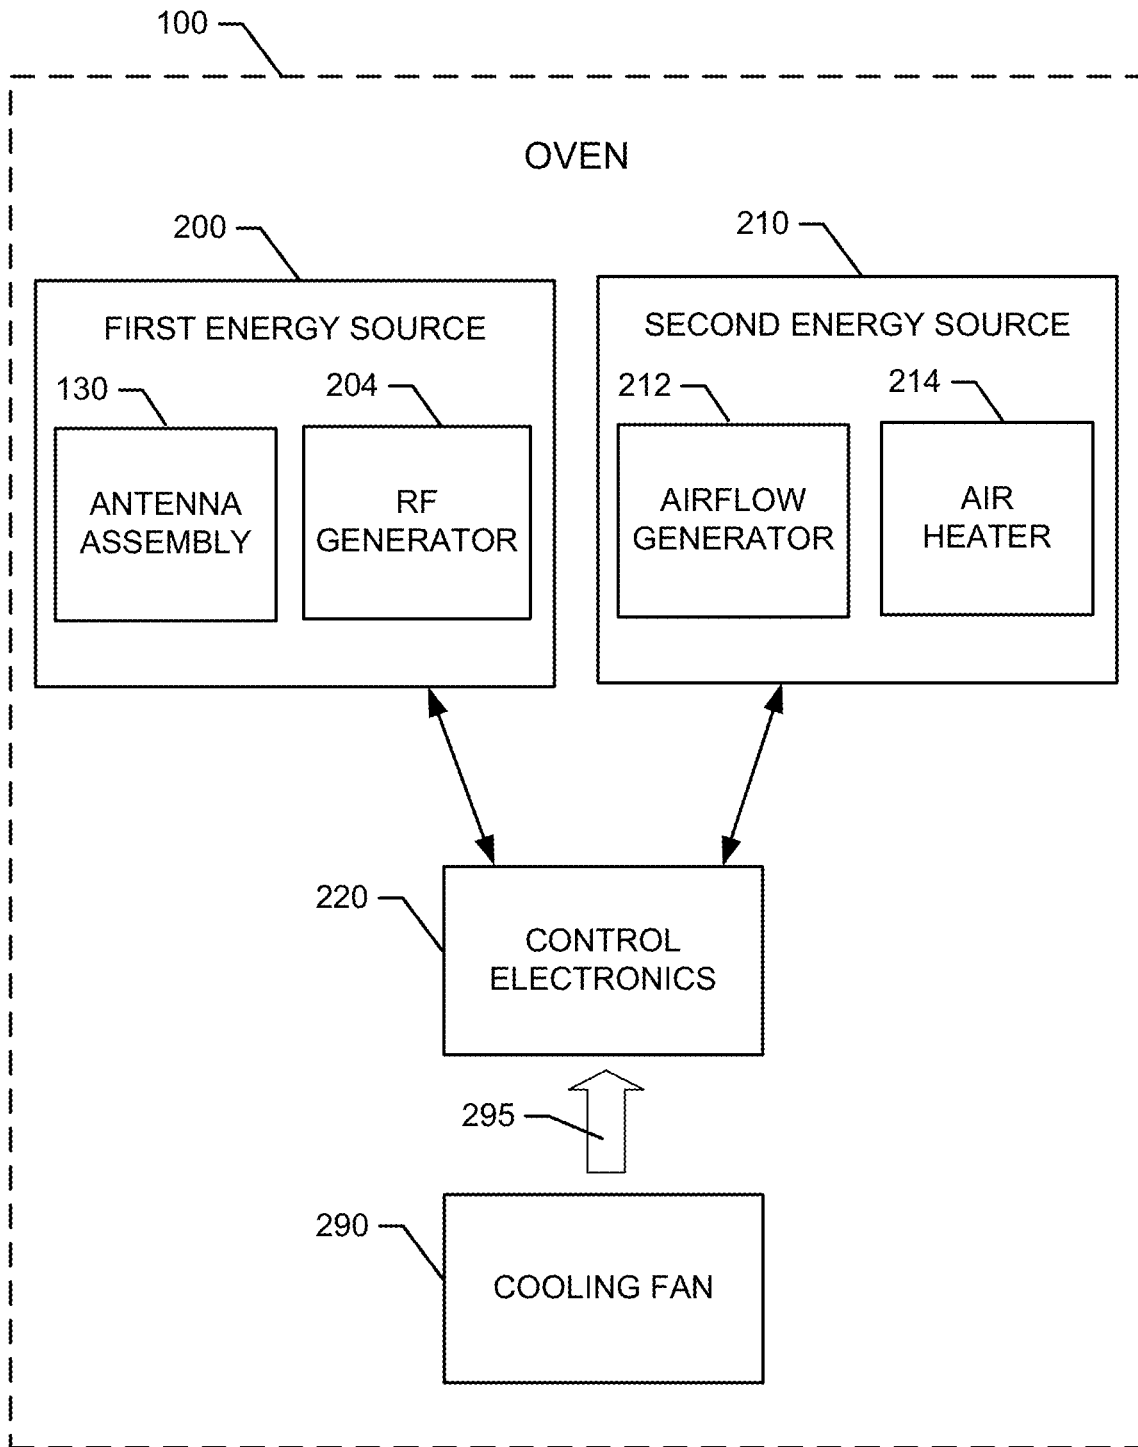 100
OVEN
200
210
FIRST ENERGY SOURCE
SECOND ENERGY SOURCE
130
204
212
214
ANTENNA
ASSEMBLY
RF
GENERATOR
AIRFLOW
GENERATOR
AIR
HEATER
220
CONTROL
ELECTRONICS
295
290
COOLING FAN